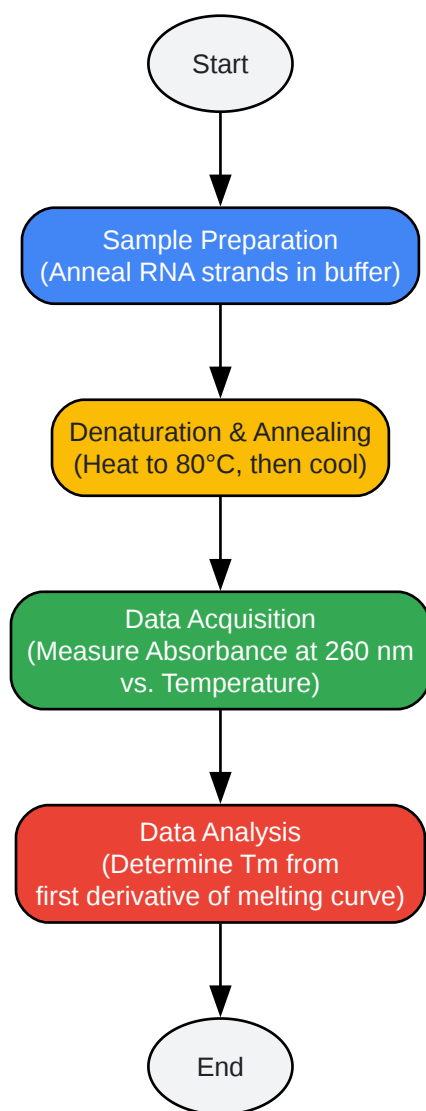 Start
Sample Preparation
(Anneal RNA strands in buffer)
Denaturation & Annealing
(Heat to 80°C, then cool)
Data Acquisition
(Measure Absorbance at 260 nm
vs. Temperature)
Data Analysis
(Determine Tm from
first derivative of melting curve)
End